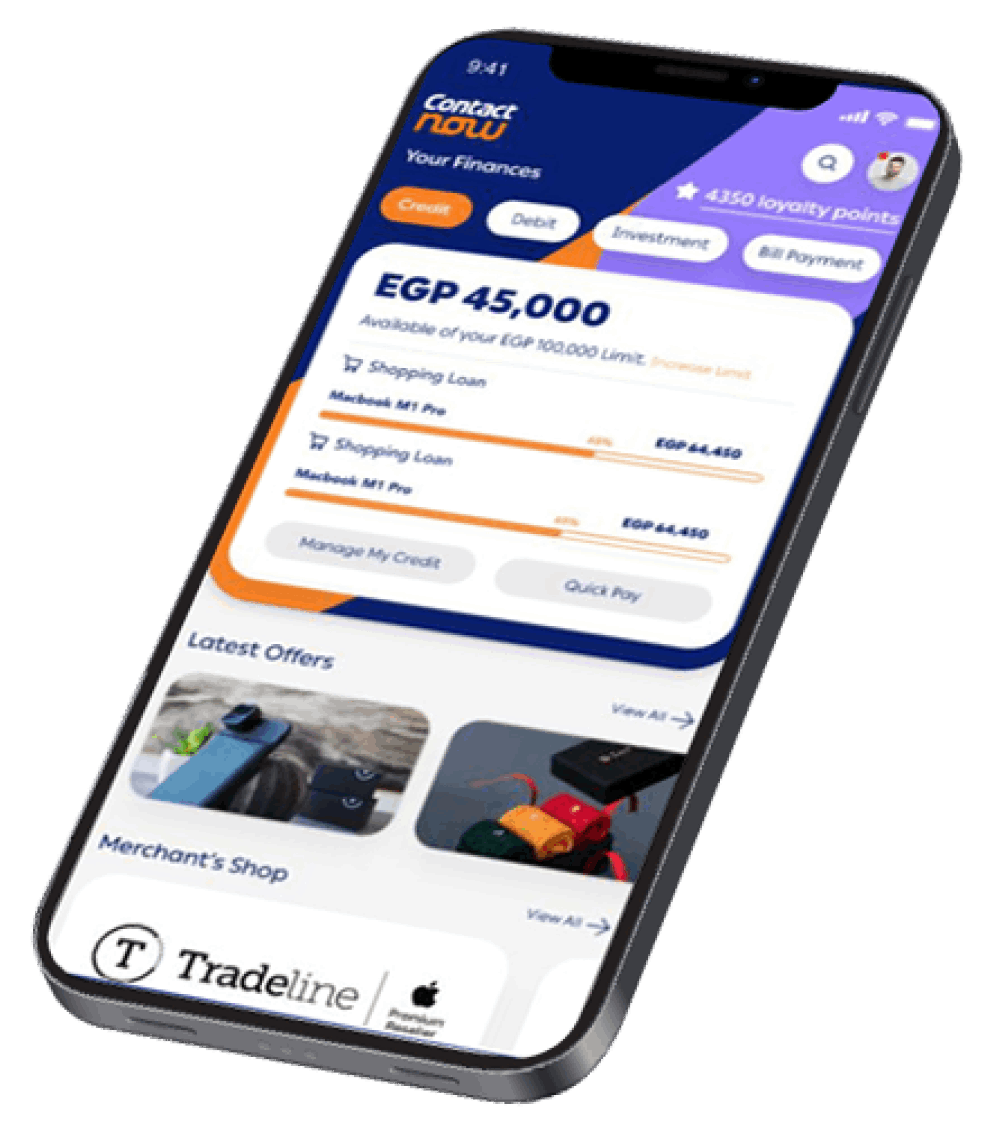 9:41
Contact
now
Your Finances
4350 loyalty points
Credit
Debit
Investment
Bill Payment
EGP 45,000
Available of your EGP 100,000 Limit. Increase Limit
Shopping Loan
Macbook M1 Pro
EGP 64,450
Shopping Loan
Macbook M1 Pro
EGP 64,450
Manage My Credit
Quick Pay
Latest Offers
View All
Merchant's Shop
View All
T
Tradeline
Premium
Reseller